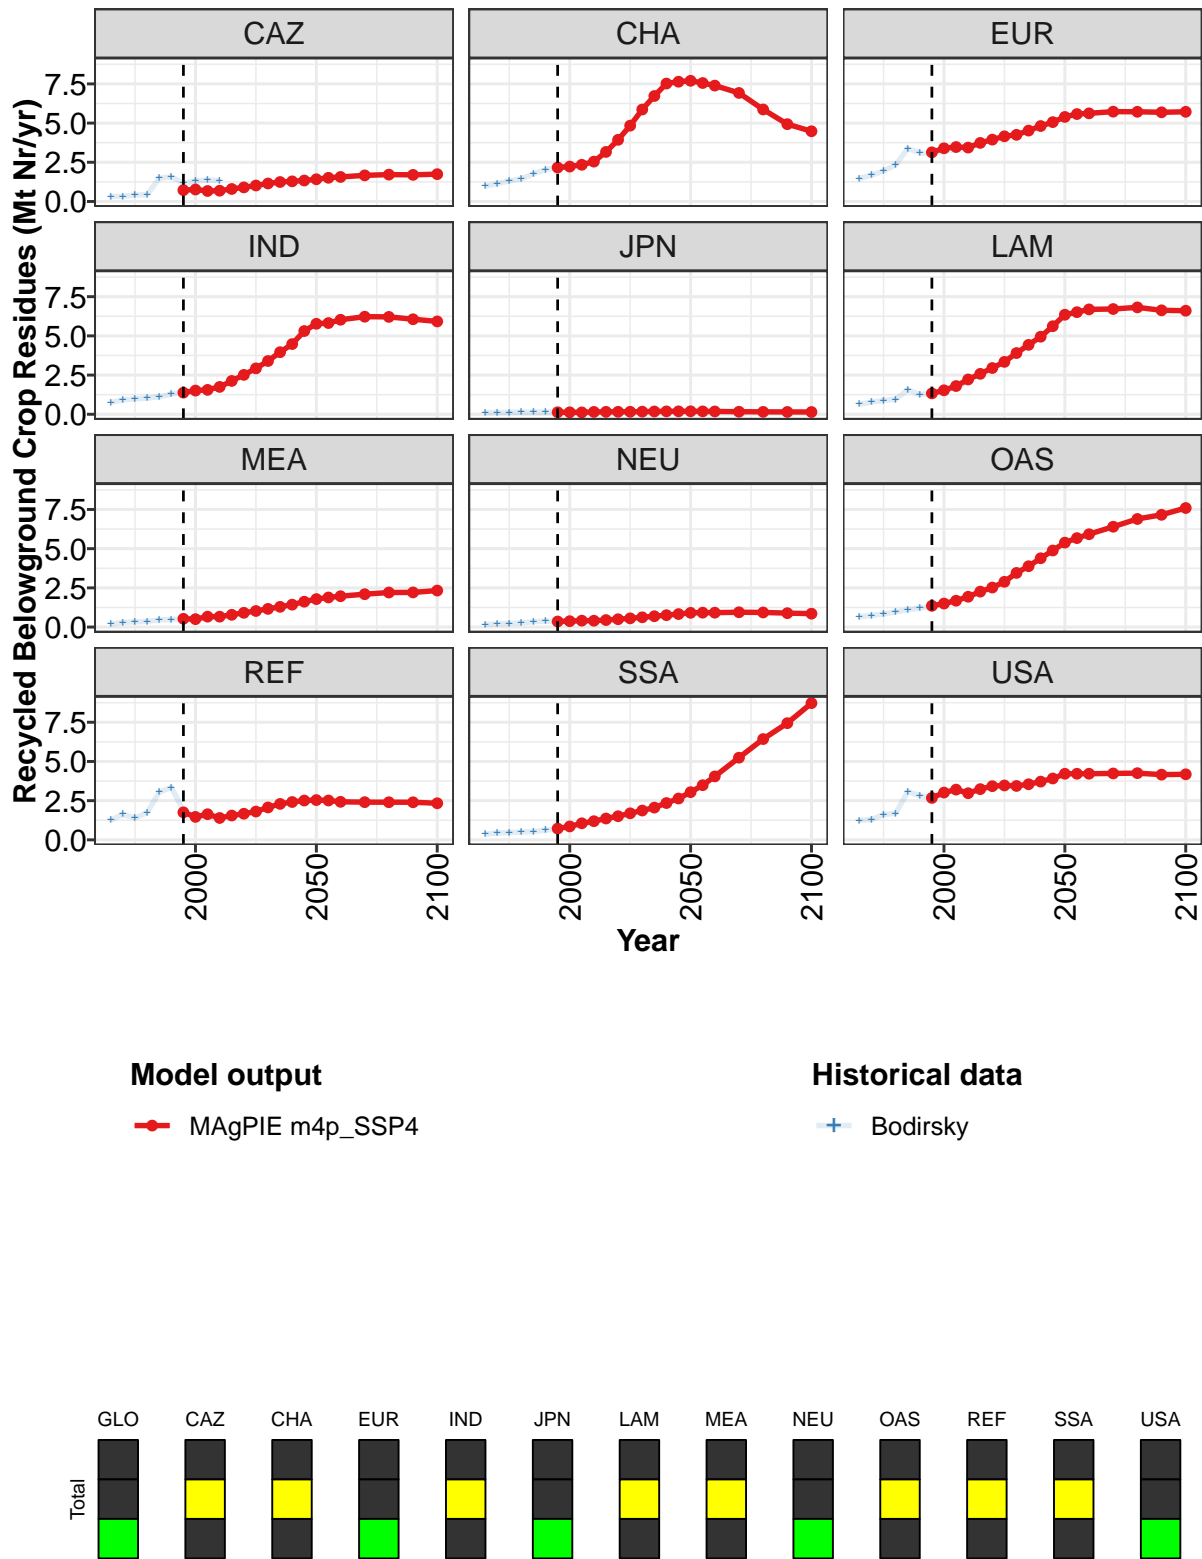 CAZ CHA EUR
7.5
5.0
2.5
0.0
IND JPN LAM
7.5
5.0
2.5
0.0
MEA NEU OAS
7.5
5.0
2.5
0.0
REF SSA USA
7.5
5.0
2.5
0.0
Recycled Belowground Crop Residues (Mt Nr/yr)
2000 2050 2100 2000 2050 2100 2000 2050 2100
Year
Model output Historical data
MAgPIE m4p_SSP4 Bodirsky
GLO CAZ CHA EUR IND JPN LAM MEA NEU OAS REF SSA USA
Total